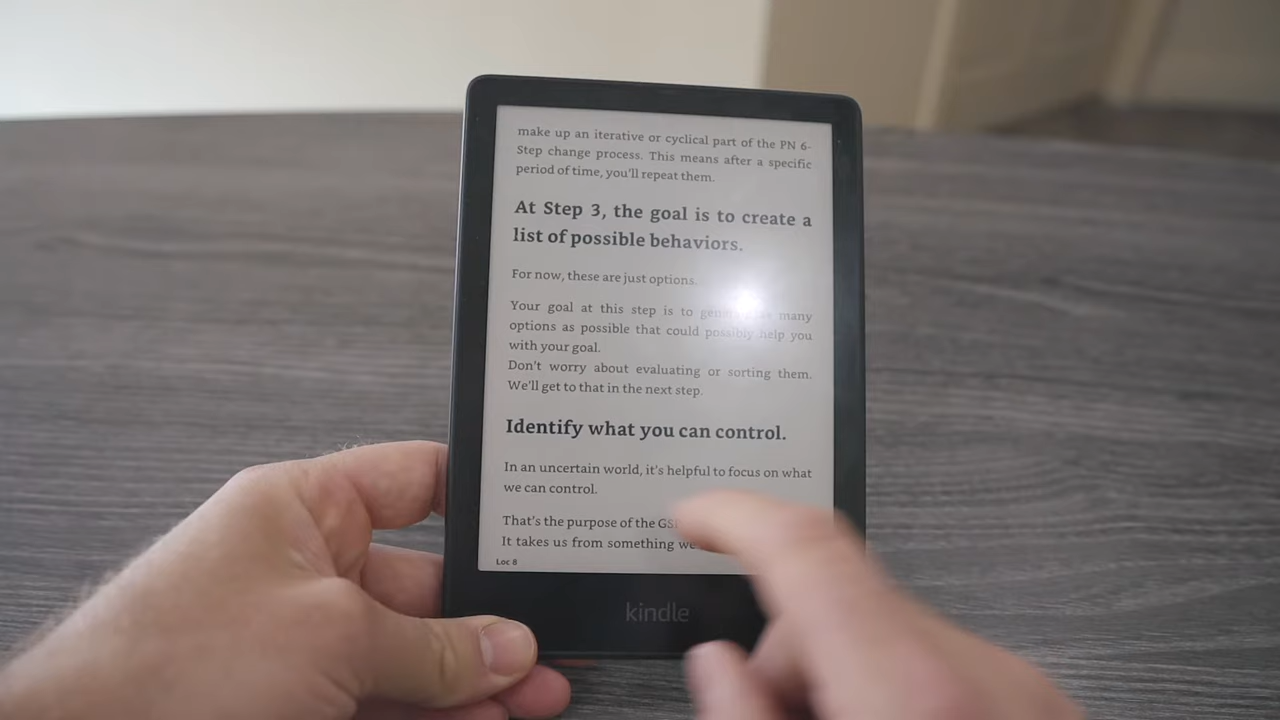 make up an iterative or cyclical part of the PN 6-
Step change process. This means after a specific
period of time, you'll repeat them.
At Step 3, the goal is to create a
list of possible behaviors.
For now, these are just options.
Your goal at this step is to many
options as possible that could possibly help you
with your goal.
Don't worry about evaluating or sorting them.
We'll get to that in the next step.
Identify what you can control.
In an uncertain world, it's helpful to focus on what
we can control.
That's the purpose of the
It takes us from something
Loc 8
kindle